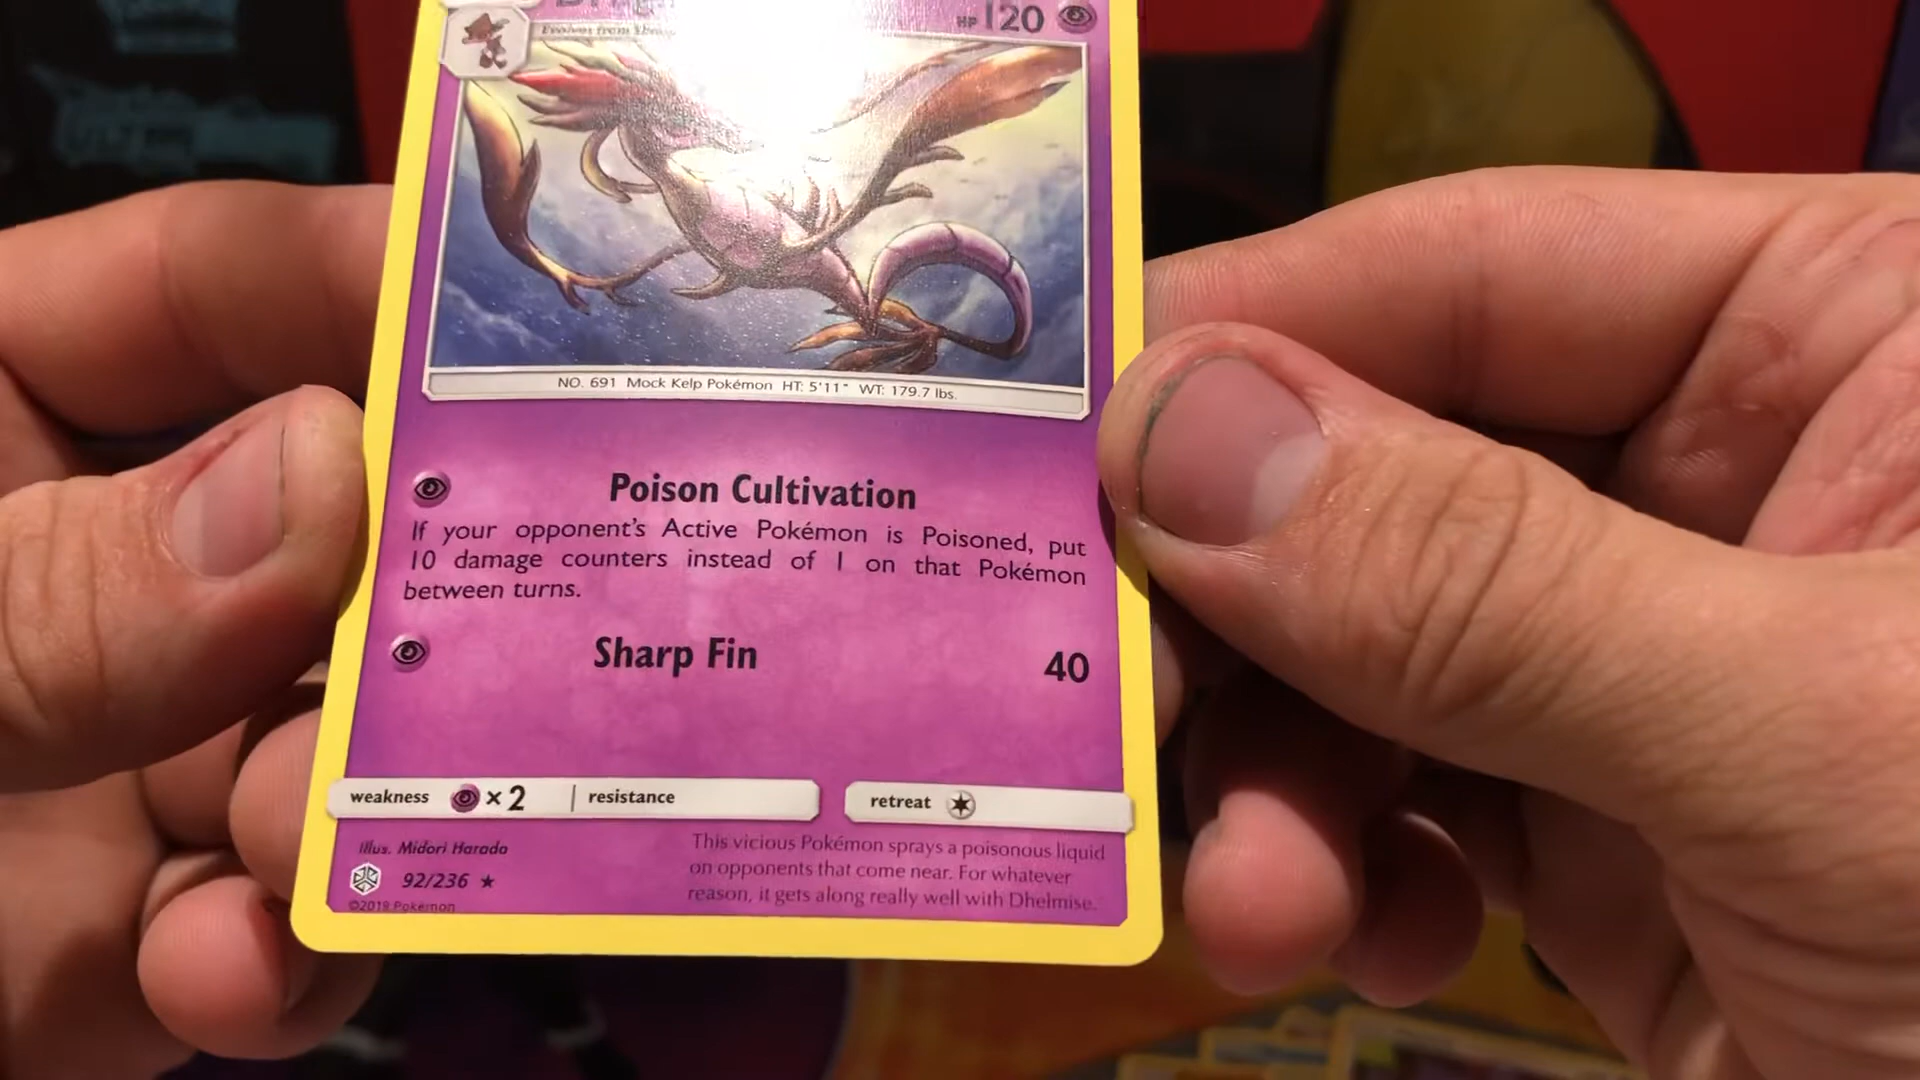 HP 120
Evolves from
NO. 691 Mock Kelp Pokémon HT: 5'11" WT: 179.7 lbs.
Poison Cultivation
If your opponent's Active Pokémon is Poisoned, put
10 damage counters instead of 1 on that Pokémon
between turns.
Sharp Fin 40
weakness ×2 resistance retreat
Illus. Midori Harada
92/236
©2019 Pokémon
This vicious Pokémon sprays a poisonous liquid
on opponents that come near. For whatever
reason, it gets along really well with Dhelmise.